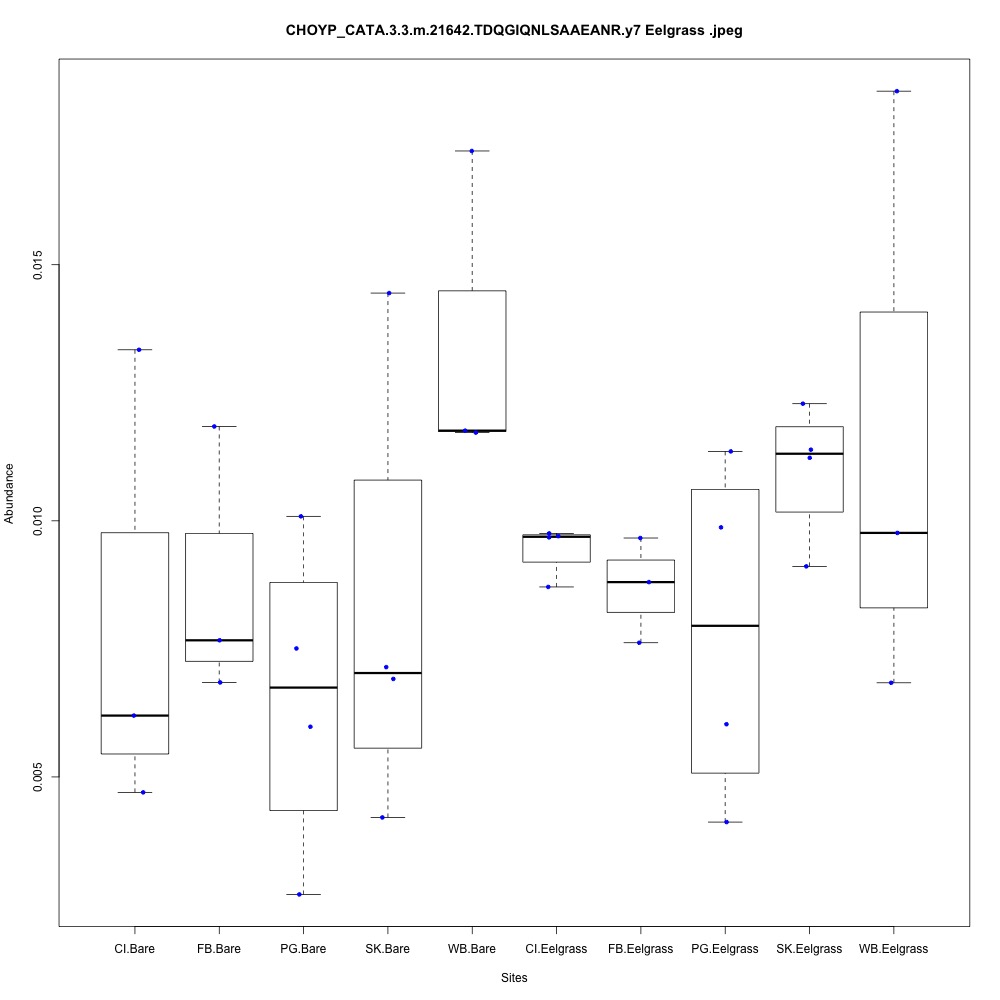 CHOYP_CATA.3.3.m.21642.TDQGIQNLSAAEANR.y7 Eelgrass .jpeg
Abundance
0.015
0.010
0.005
CI.Bare FB.Bare PG.Bare SK.Bare WB.Bare CI.Eelgrass FB.Eelgrass PG.Eelgrass SK.Eelgrass WB.Eelgrass
Sites